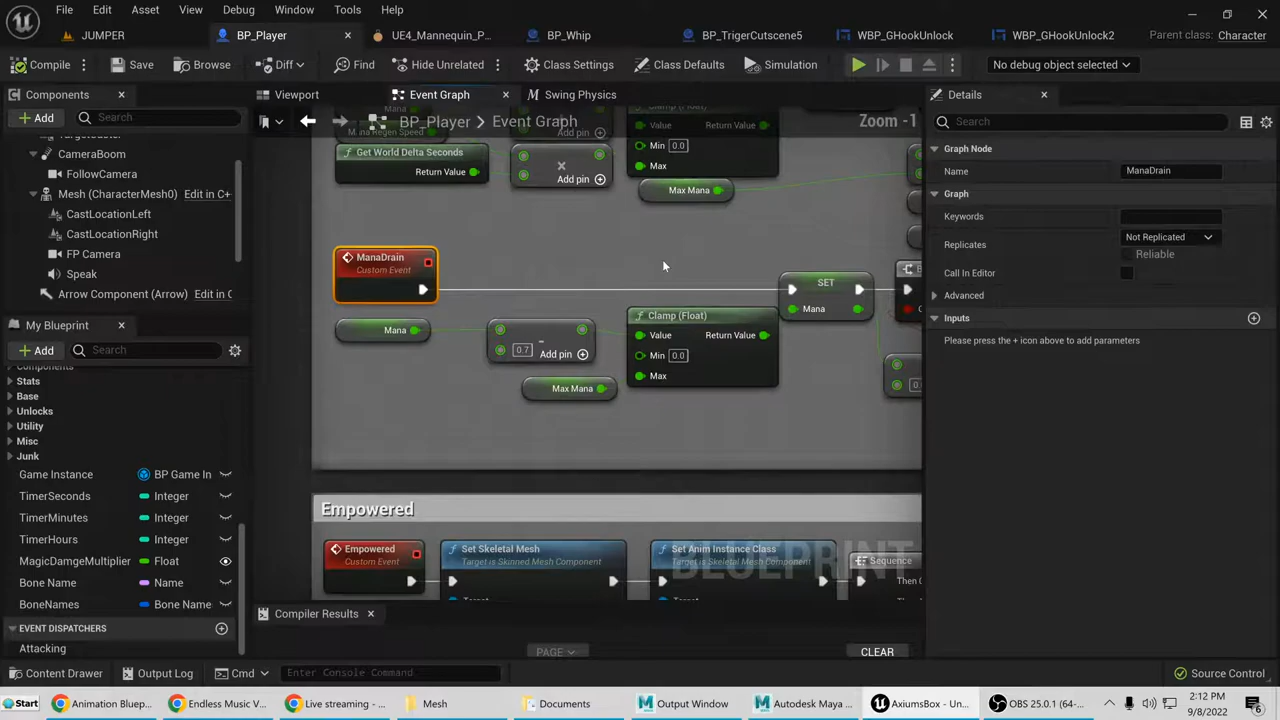 File Edit Asset View Debug Window Tools Help
JUMPER BP_Player UE4_Mannequin_P... BP_Whip BP_TrigerCutscene5 WBP_GHookUnlock WBP_GHookUnlock2 Parent class: Character
Compile Save Browse Diff Find Hide Unrelated Class Settings Class Defaults Simulation No debug object selected
Components
Add Search
CameraBoom
FollowCamera
Mesh (CharacterMesh0) Edit in C+
CastLocationLeft
CastLocationRight
FP Camera
Speak
Arrow Component (Arrow) Edit in C
My Blueprint
Add Search
Components
Stats
Base
Unlocks
Utility
Misc
Junk
Game Instance BP Game In
TimerSeconds Integer
TimerMinutes Integer
TimerHours Integer
MagicDamgeMultiplier Float
Bone Name Name
BoneNames Bone Name
EVENT DISPATCHERS
Attacking
Viewport Event Graph Swing Physics
BP_Player > Event Graph Zoom -1
Mana
Mana Regen Speed
Add pin
Clamp (Float)
Value Return Value
Min 0.0
Max
Get World Delta Seconds
Return Value
Add pin
Max Mana
ManaDrain
Custom Event
SET
Mana
Mana
0.7 Add pin
Clamp (Float)
Value Return Value
Min 0.0
Max
Max Mana
Empowered
Empowered
Custom Event
Set Skeletal Mesh
Target is Skinned Mesh Component
Set Anim Instance Class
Target is Skeletal Mesh Component
Sequence
Then
BLUEPRINT
Compiler Results
PAGE CLEAR
Details
Search
Graph Node
Name ManaDrain
Graph
Keywords
Replicates Not Replicated
Reliable
Call In Editor
Advanced
Inputs
Please press the + icon above to add parameters
Content Drawer Output Log Cmd Enter Console Command Source Control
Start Animation Bluep... Endless Music V... Live streaming - ... Mesh Documents Output Window Autodesk Maya ... AxiumsBox - Un... OBS 25.0.1 (64-... 2:12 PM
9/8/2022 6